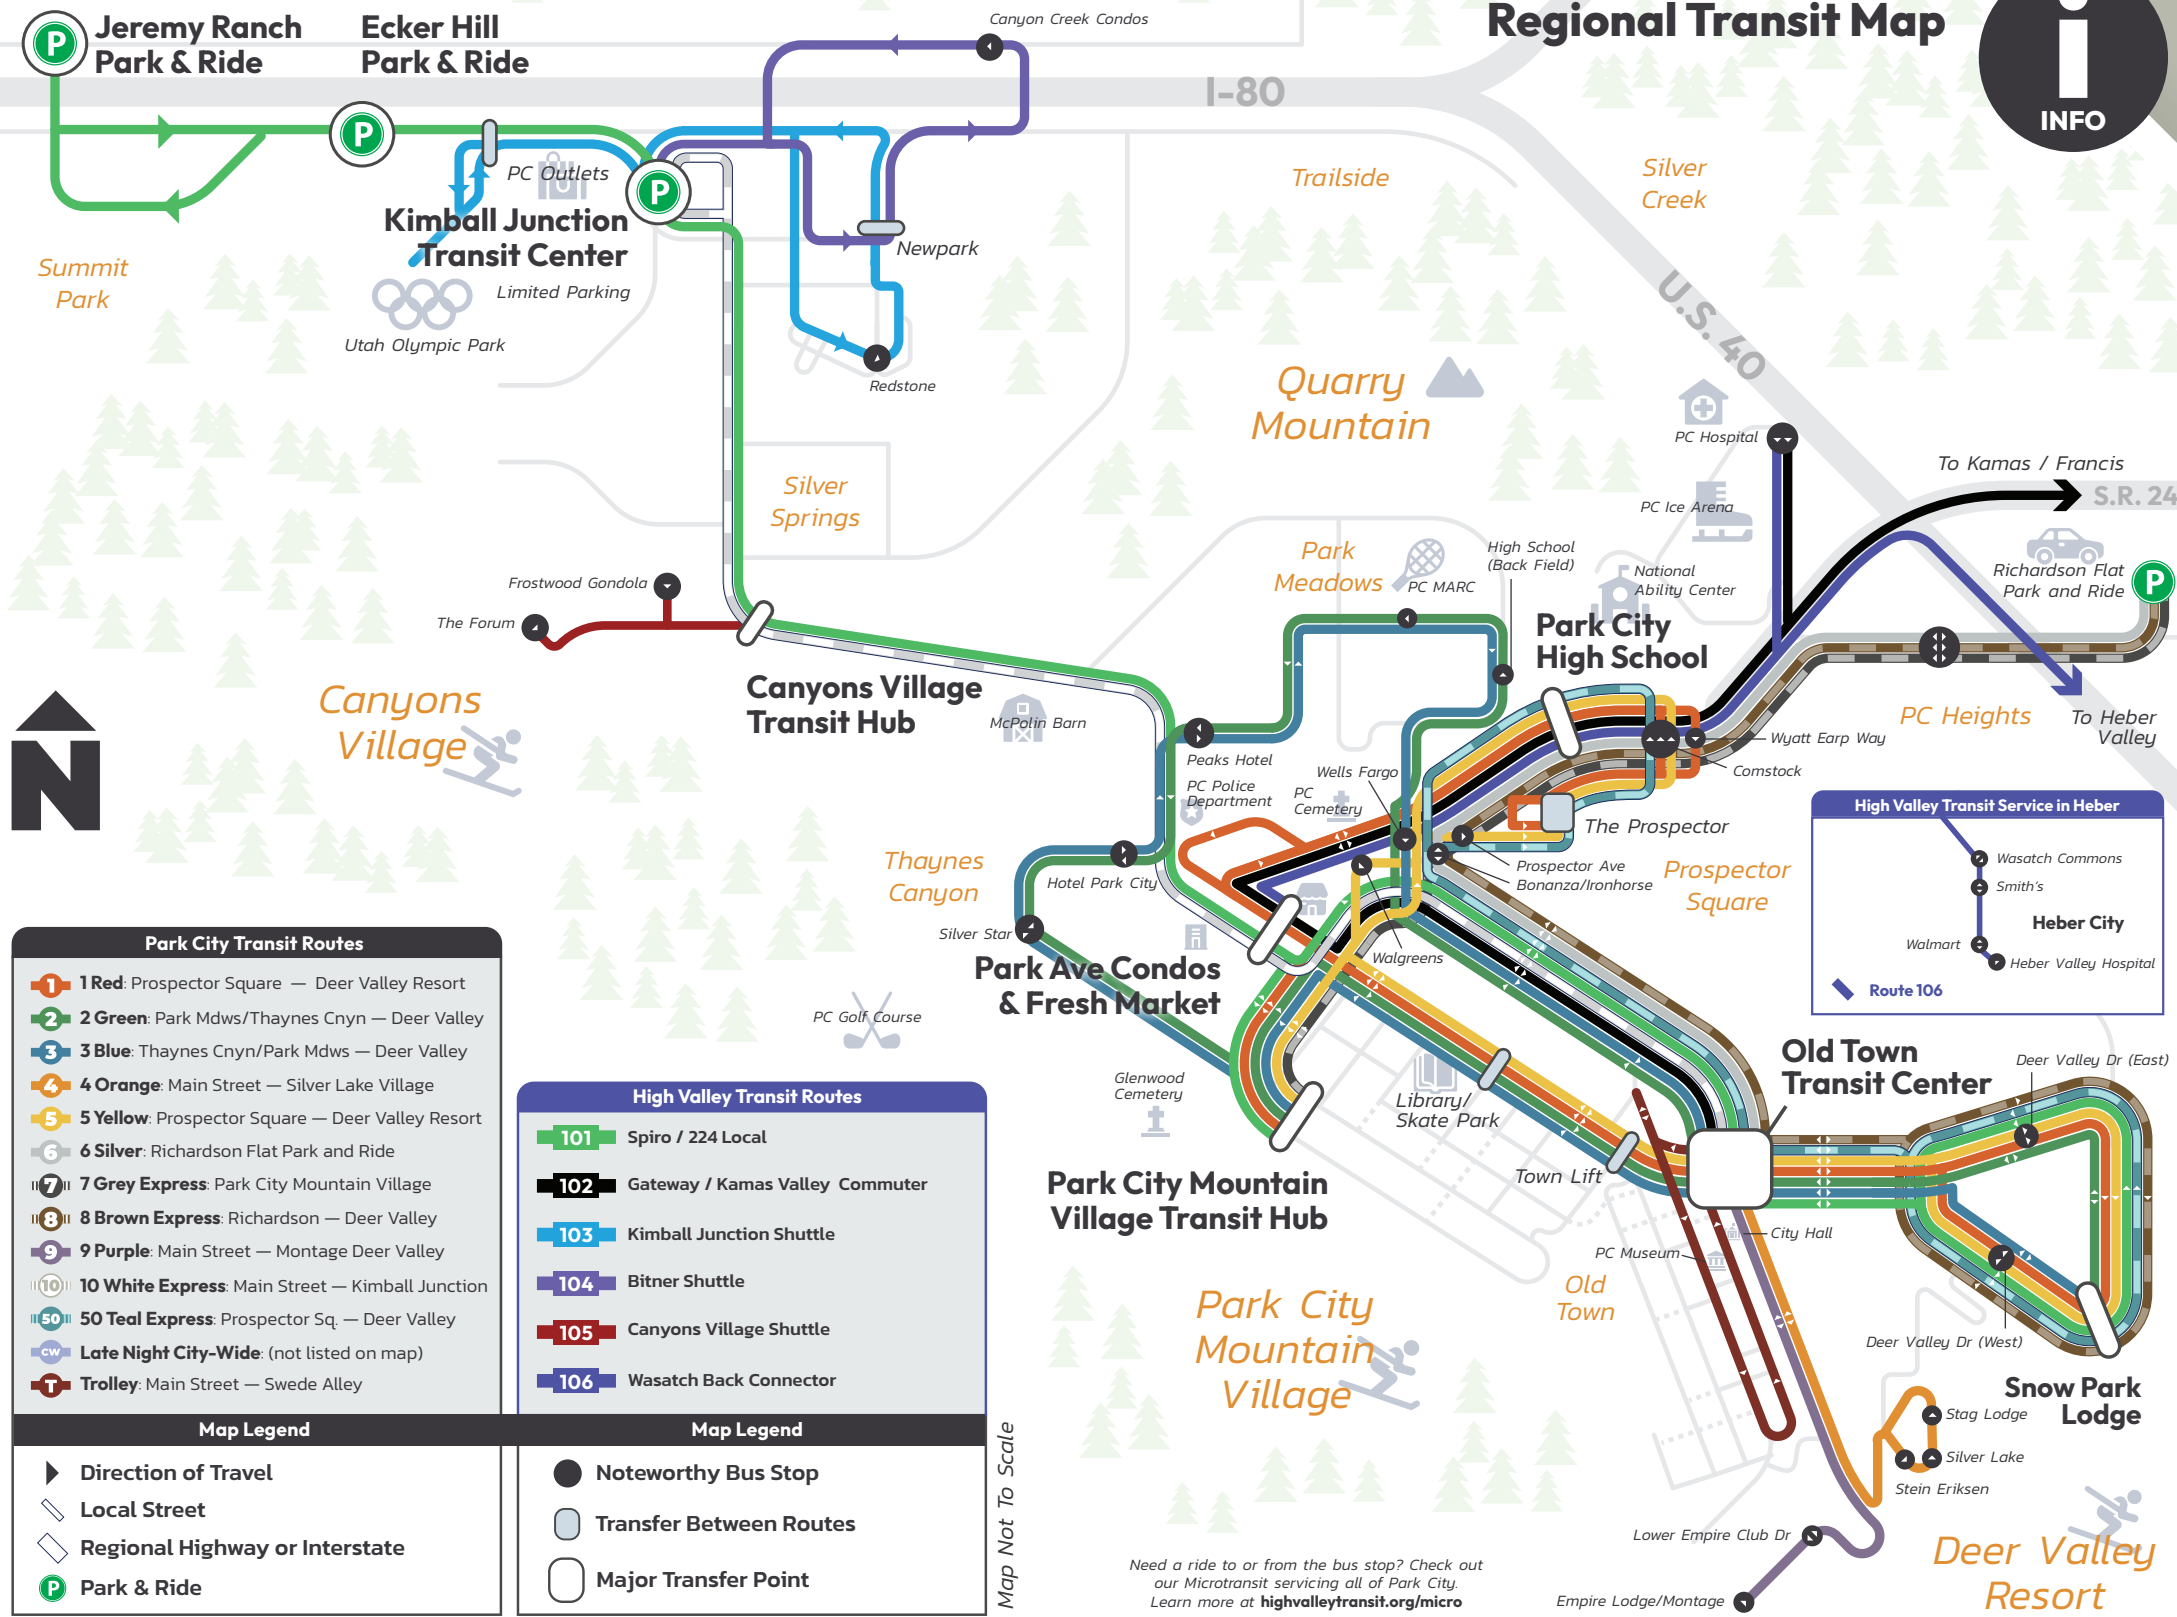 Jeremy Ranch
Park & Ride
Ecker Hill
Park & Ride
Canyon Creek Condos
Regional Transit Map
i
INFO
I-80
P
P
P
PC Outlets
Kimball Junction
Transit Center
Limited Parking
Utah Olympic Park
Summit
Park
Newpark
Redstone
Trailside
Silver
Creek
U.S. 40
Quarry
Mountain
PC Hospital
PC Ice Arena
To Kamas / Francis
S.R. 24
Richardson Flat
Park and Ride
P
Silver
Springs
Park
Meadows
PC MARC
High School
(Back Field)
National
Ability Center
Park City
High School
Frostwood Gondola
The Forum
Canyons Village
Transit Hub
McPolin Barn
Canyons
Village
N
Peaks Hotel
PC Police
Department
PC
Cemetery
Wells Fargo
Wyatt Earp Way
Comstock
PC Heights
To Heber
Valley
The Prospector
Prospector Ave
Bonanza/Ironhorse
Prospector
Square
Thaynes
Canyon
Hotel Park City
Silver Star
Walgreens
Park Ave Condos
& Fresh Market
PC Golf Course
High Valley Transit Service in Heber
Wasatch Commons
Smith's
Heber City
Walmart
Heber Valley Hospital
Route 106
Glenwood
Cemetery
Library/
Skate Park
Town Lift
Old Town
Transit Center
Deer Valley Dr (East)
Park City Mountain
Village Transit Hub
City Hall
PC Museum
Old
Town
Deer Valley Dr (West)
Park City
Mountain
Village
Snow Park
Lodge
Stag Lodge
Silver Lake
Stein Eriksen
Lower Empire Club Dr
Empire Lodge/Montage
Deer Valley
Resort
Park City Transit Routes
1 1 Red: Prospector Square — Deer Valley Resort
2 2 Green: Park Mdws/Thaynes Cnyn — Deer Valley
3 3 Blue: Thaynes Cnyn/Park Mdws — Deer Valley
4 4 Orange: Main Street — Silver Lake Village
5 5 Yellow: Prospector Square — Deer Valley Resort
6 6 Silver: Richardson Flat Park and Ride
7 7 Grey Express: Park City Mountain Village
8 8 Brown Express: Richardson — Deer Valley
9 9 Purple: Main Street — Montage Deer Valley
10 10 White Express: Main Street — Kimball Junction
50 50 Teal Express: Prospector Sq. — Deer Valley
CW Late Night City-Wide: (not listed on map)
T Trolley: Main Street — Swede Alley
Map Legend
Direction of Travel
Local Street
Regional Highway or Interstate
P Park & Ride
High Valley Transit Routes
101 Spiro / 224 Local
102 Gateway / Kamas Valley Commuter
103 Kimball Junction Shuttle
104 Bitner Shuttle
105 Canyons Village Shuttle
106 Wasatch Back Connector
Map Legend
Noteworthy Bus Stop
Transfer Between Routes
Major Transfer Point
Map Not To Scale
Need a ride to or from the bus stop? Check out
our Microtransit servicing all of Park City.
Learn more at highvalleytransit.org/micro